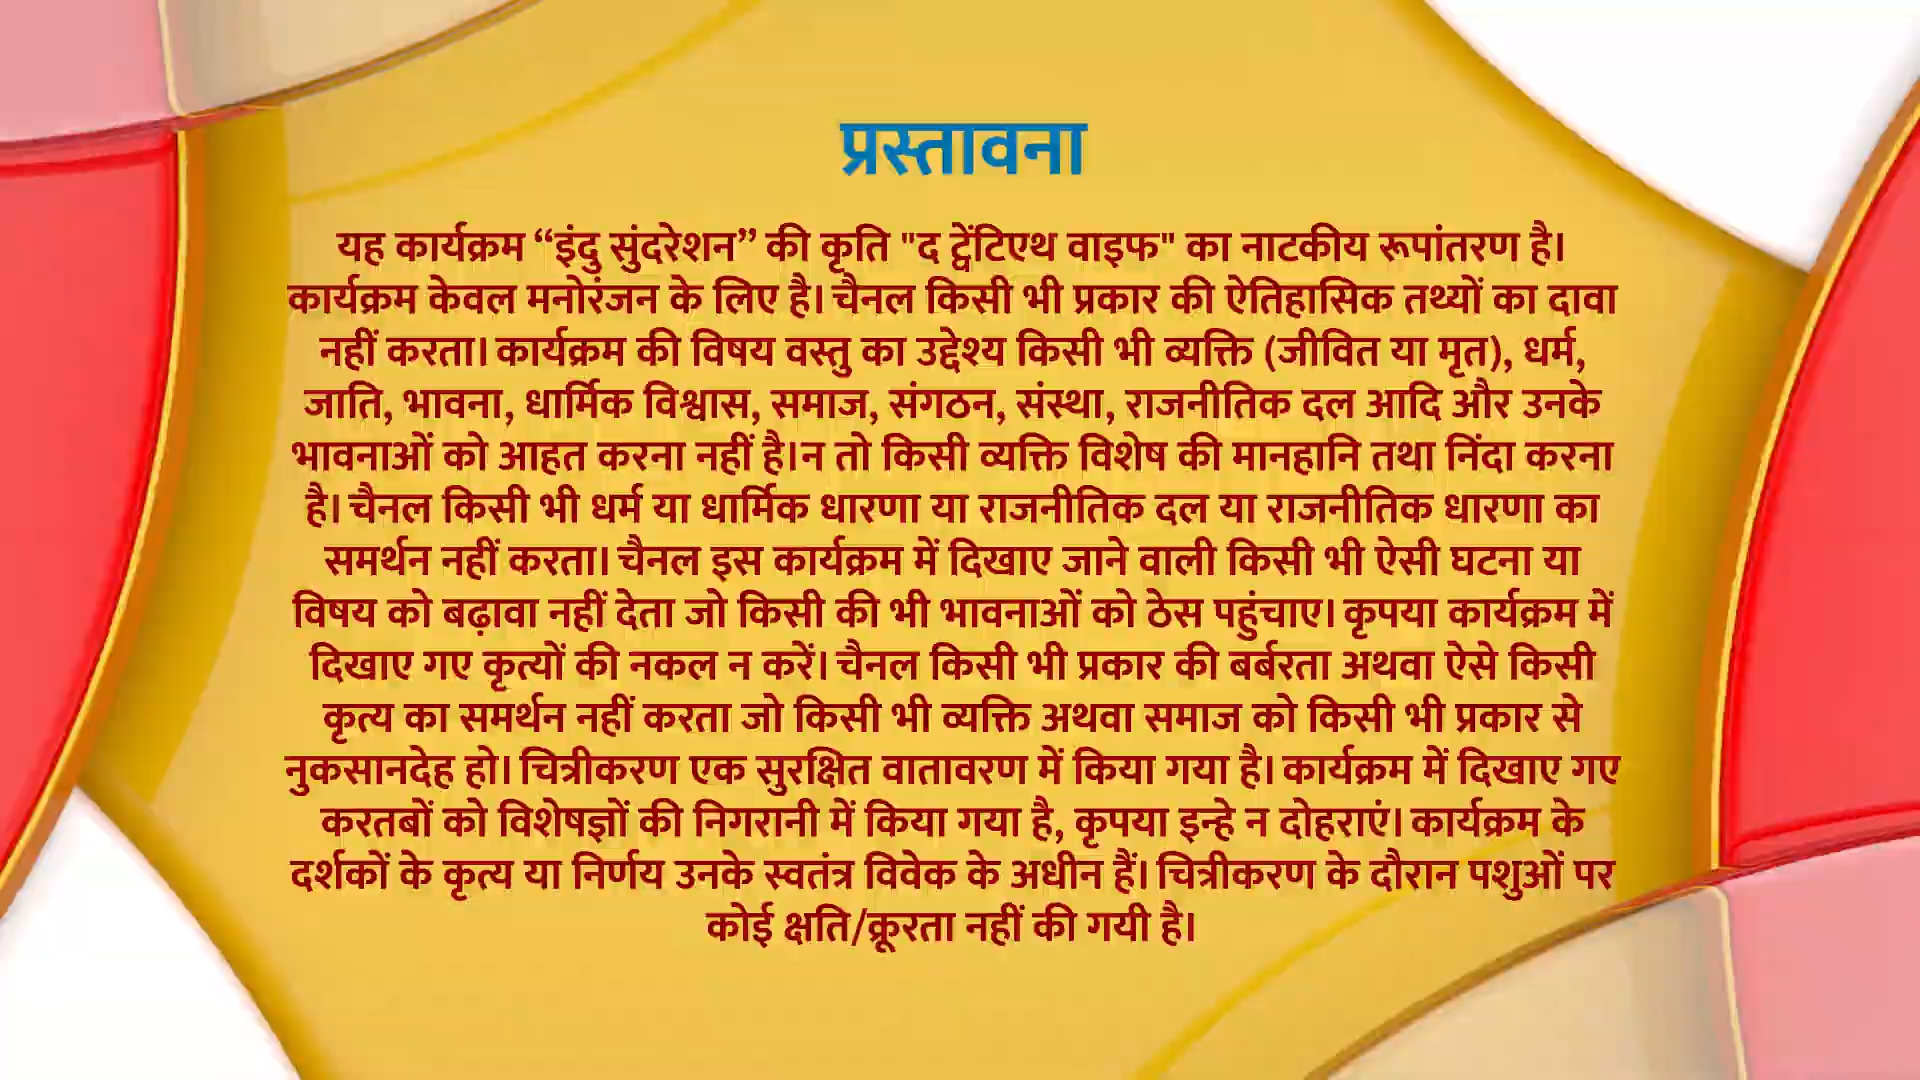 प्रस्तावना
यह कार्यक्रम “इंदु सुंदरेशन” की कृति "द ट्वेंटिएथ वाइफ" का नाटकीय रूपांतरण है।
कार्यक्रम केवल मनोरंजन के लिए है। चैनल किसी भी प्रकार की ऐतिहासिक तथ्यों का दावा
नहीं करता। कार्यक्रम की विषय वस्तु का उद्देश्य किसी भी व्यक्ति (जीवित या मृत), धर्म,
जाति, भावना, धार्मिक विश्वास, समाज, संगठन, संस्था, राजनीतिक दल आदि और उनके
भावनाओं को आहत करना नहीं है।न तो किसी व्यक्ति विशेष की मानहानि तथा निंदा करना
है। चैनल किसी भी धर्म या धार्मिक धारणा या राजनीतिक दल या राजनीतिक धारणा का
समर्थन नहीं करता। चैनल इस कार्यक्रम में दिखाए जाने वाली किसी भी ऐसी घटना या
विषय को बढ़ावा नहीं देता जो किसी की भी भावनाओं को ठेस पहुंचाए। कृपया कार्यक्रम में
दिखाए गए कृत्यों की नकल न करें। चैनल किसी भी प्रकार की बर्बरता अथवा ऐसे किसी
कृत्य का समर्थन नहीं करता जो किसी भी व्यक्ति अथवा समाज को किसी भी प्रकार से
नुकसानदेह हो। चित्रीकरण एक सुरक्षित वातावरण में किया गया है। कार्यक्रम में दिखाए गए
करतबों को विशेषज्ञों की निगरानी में किया गया है, कृपया इन्हे न दोहराएं। कार्यक्रम के
दर्शकों के कृत्य या निर्णय उनके स्वतंत्र विवेक के अधीन हैं। चित्रीकरण के दौरान पशुओं पर
कोई क्षति/क्रूरता नहीं की गयी है।